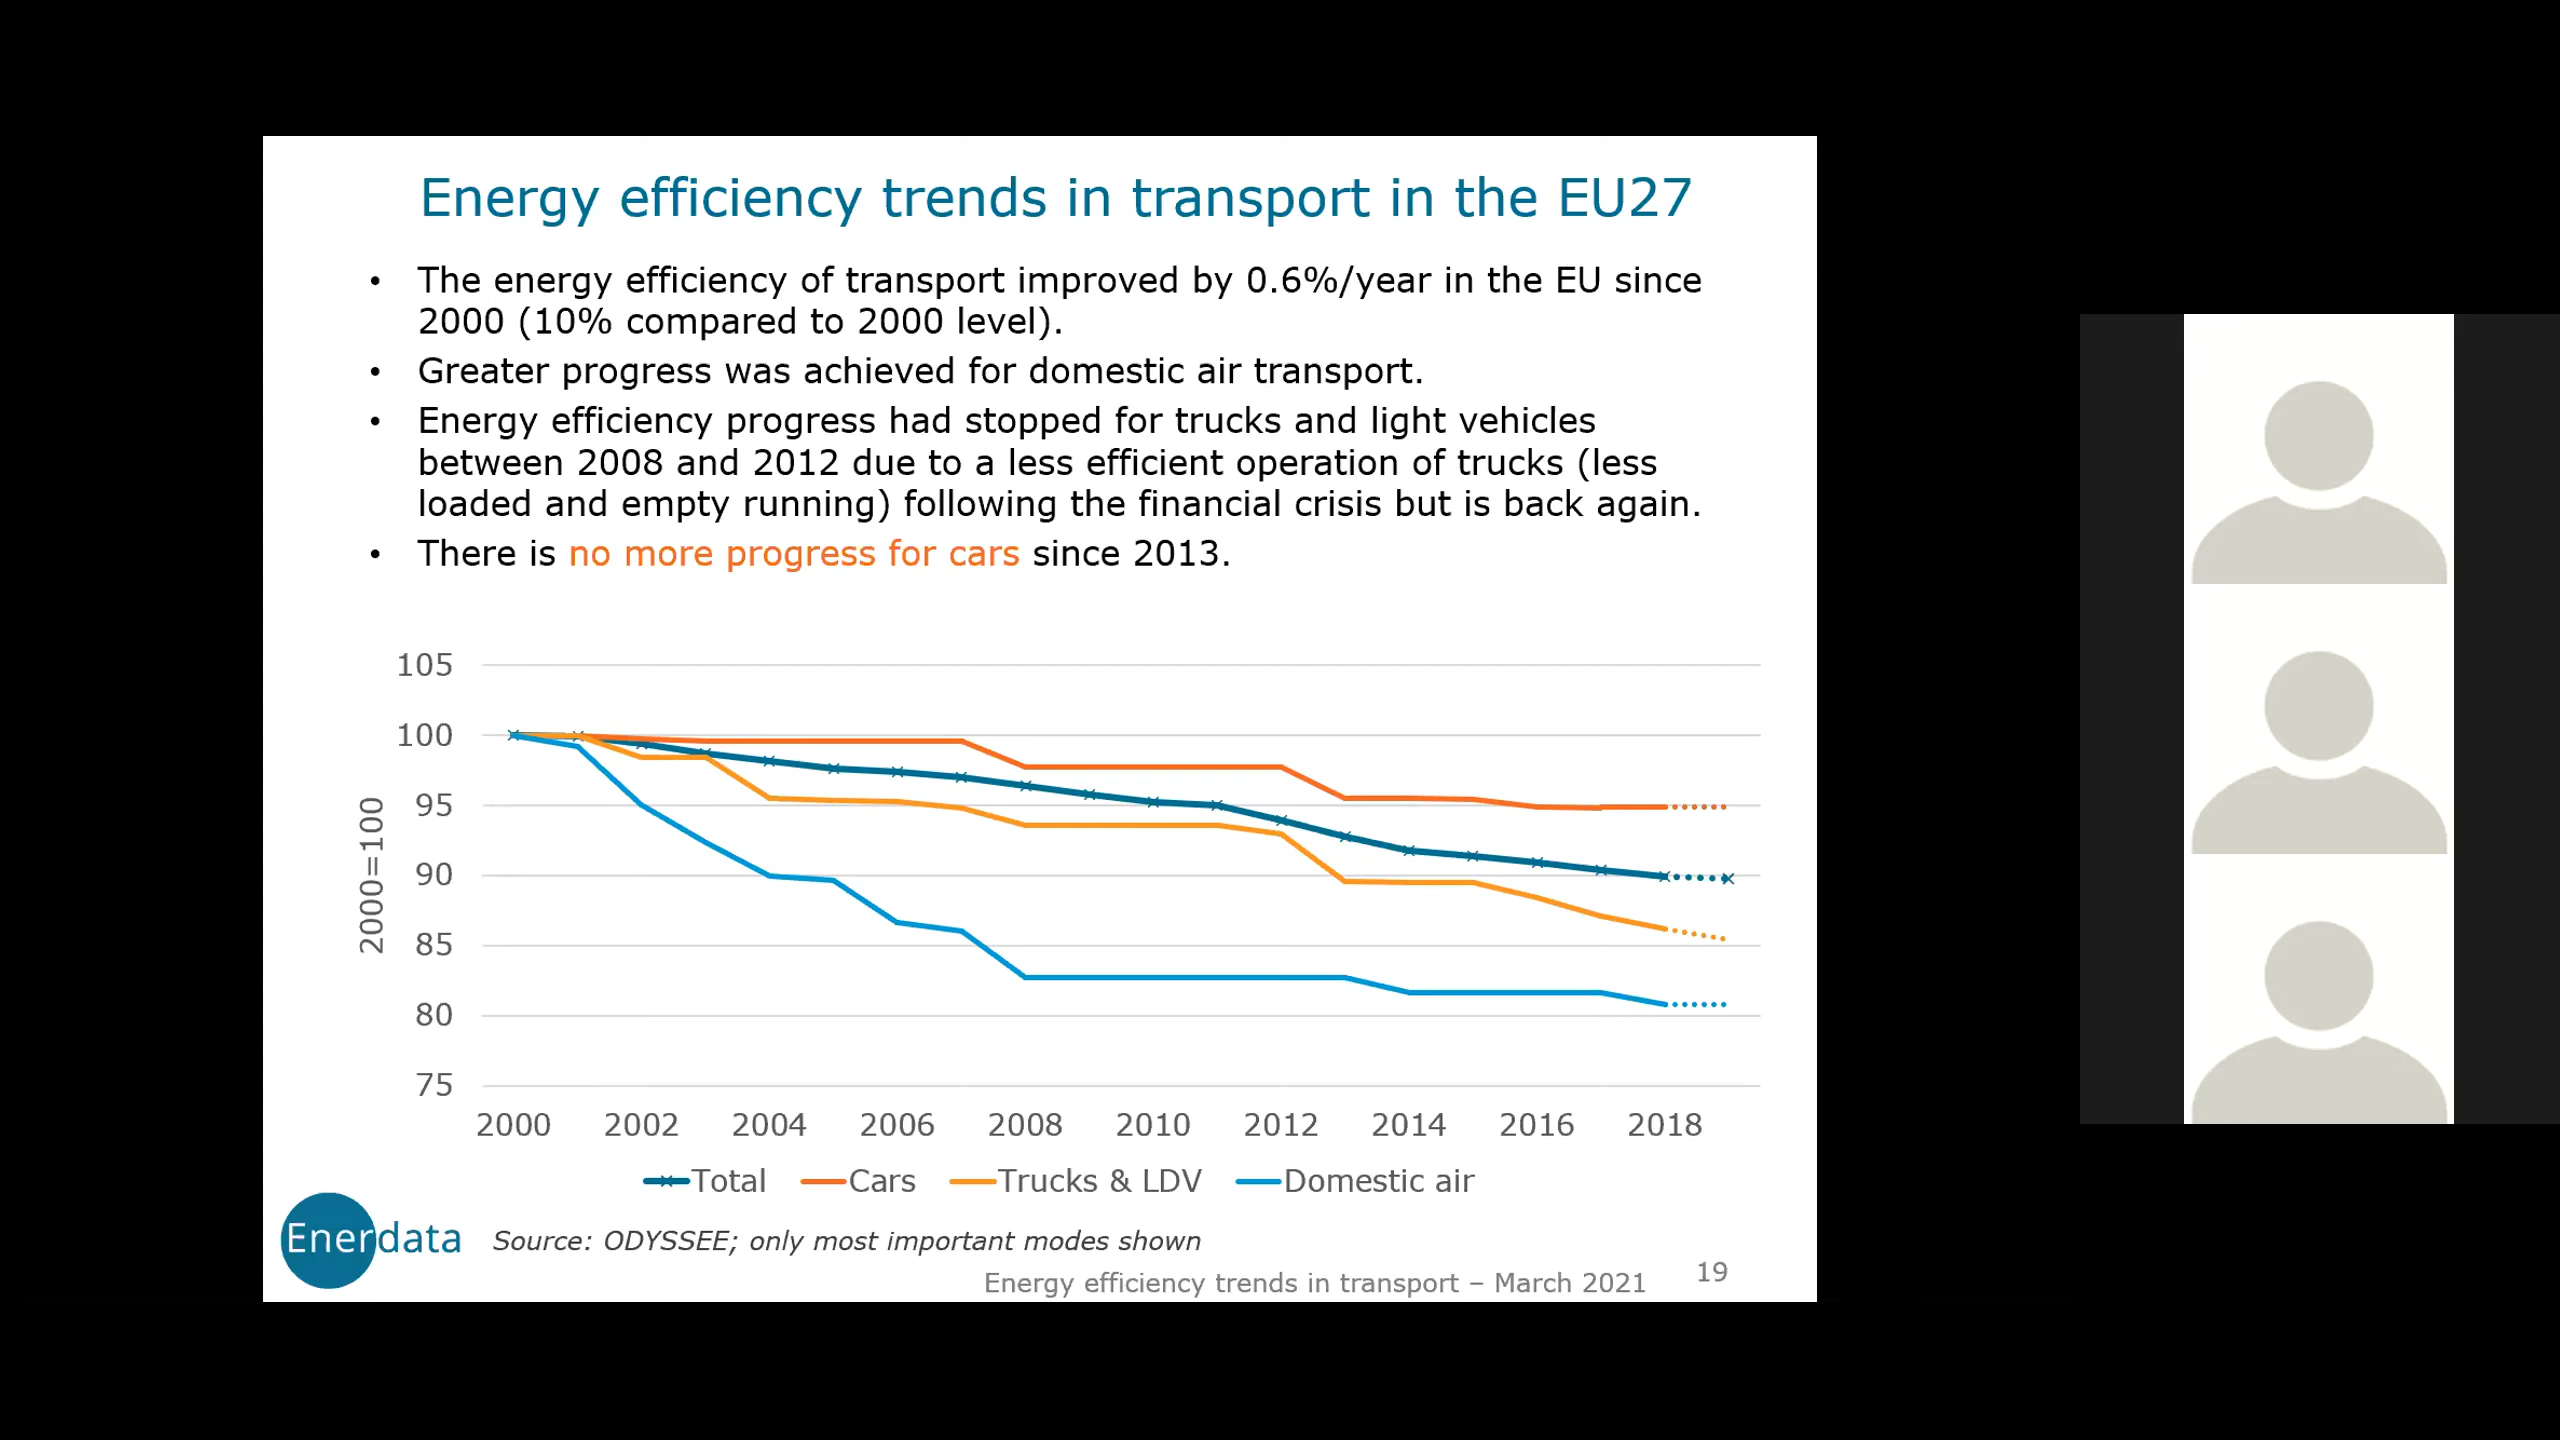 Energy efficiency trends in transport in the EU27
• The energy efficiency of transport improved by 0.6%/year in the EU since
2000 (10% compared to 2000 level).
• Greater progress was achieved for domestic air transport.
• Energy efficiency progress had stopped for trucks and light vehicles
between 2008 and 2012 due to a less efficient operation of trucks (less
loaded and empty running) following the financial crisis but is back again.
• There is no more progress for cars since 2013.
2000=100
105
100
95
90
85
80
75
2000 2002 2004 2006 2008 2010 2012 2014 2016 2018
Total Cars Trucks & LDV Domestic air
Enerdata
Source: ODYSSEE; only most important modes shown
Energy efficiency trends in transport – March 2021
19